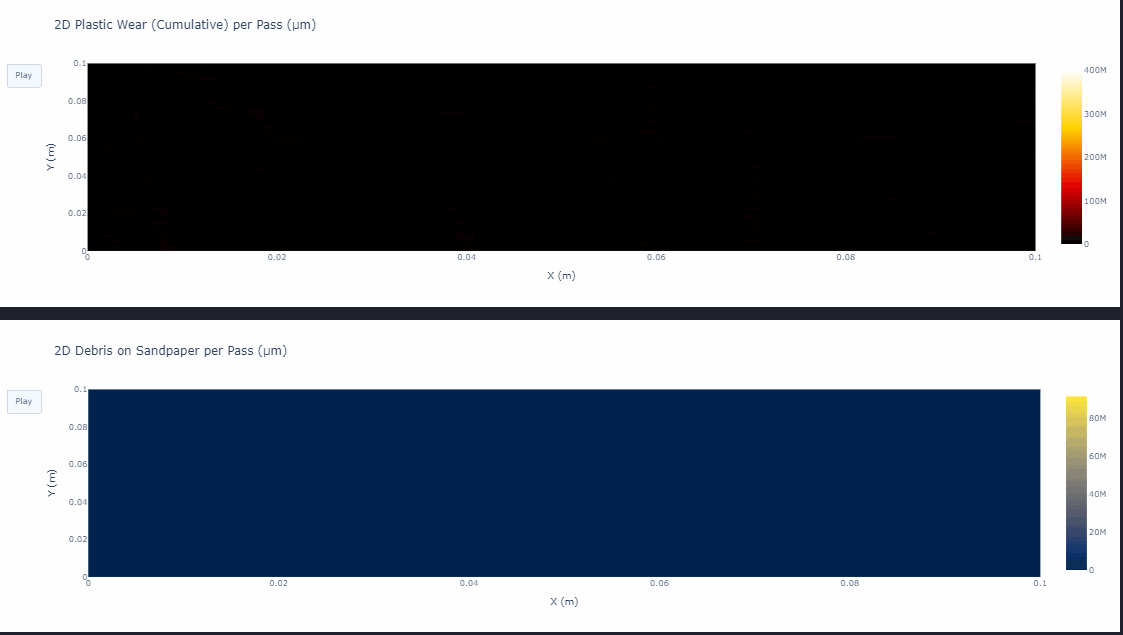 2D Plastic Wear (Cumulative) per Pass (μm)
Play
0.1
0.08
0.06
0.04
0.02
0
Y (m)
0
0.02
0.04
0.06
0.08
0.1
X (m)
400M
300M
200M
100M
0
2D Debris on Sandpaper per Pass (μm)
Play
0.1
0.08
0.06
0.04
0.02
0
Y (m)
0
0.02
0.04
0.06
0.08
0.1
X (m)
80M
60M
40M
20M
0